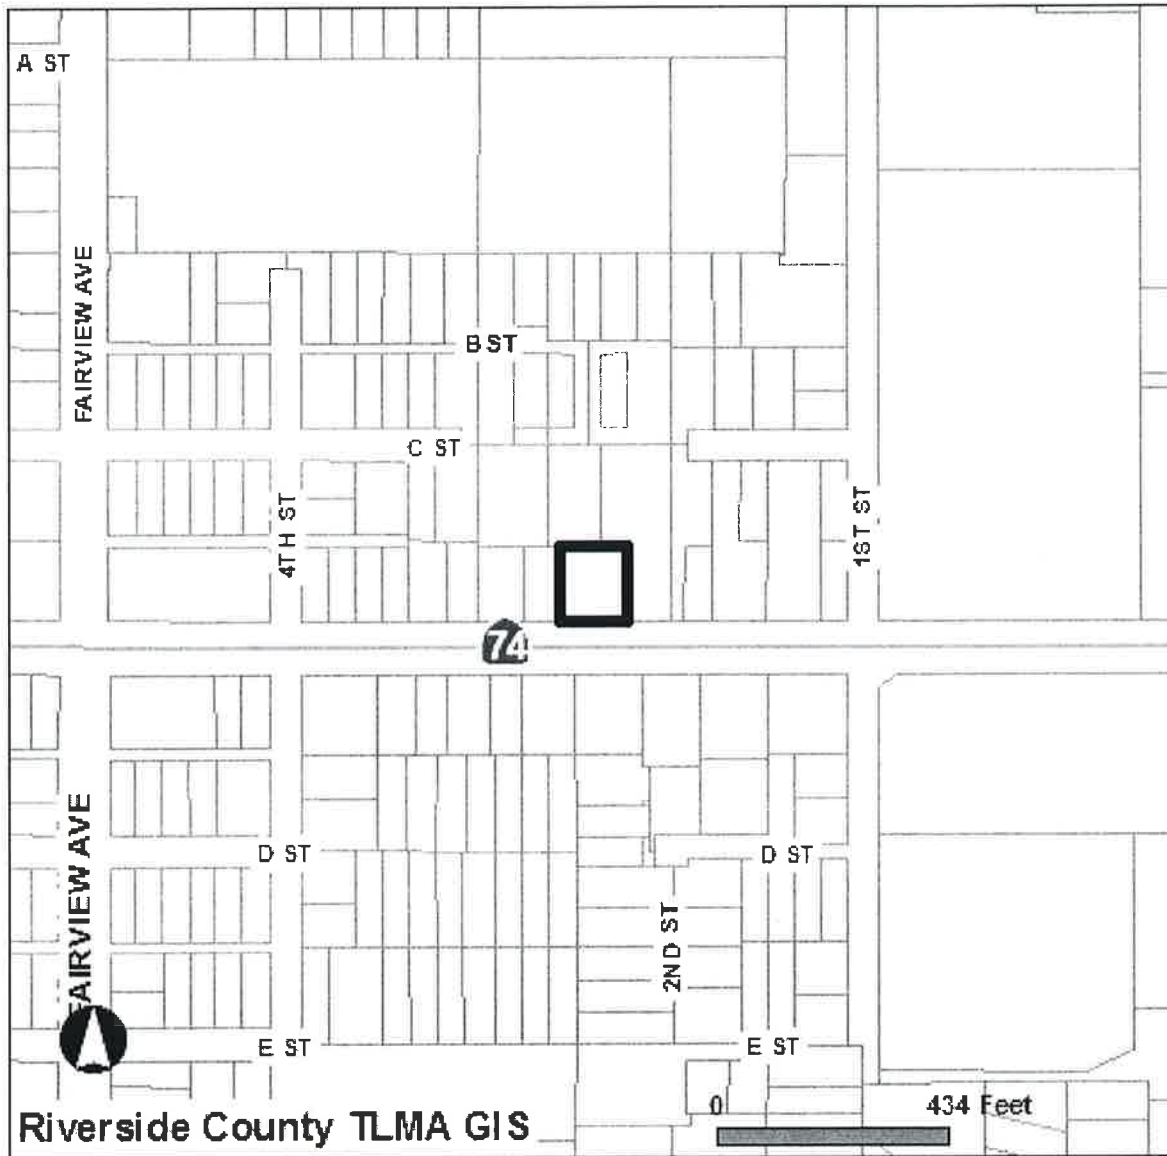 A ST
FAIRVIEW AVE
B ST
C ST
4TH ST
1ST ST
74
FAIRVIEW AVE
D ST
D ST
2ND ST
E ST
E ST
0
434 Feet
Riverside County TLMA GIS